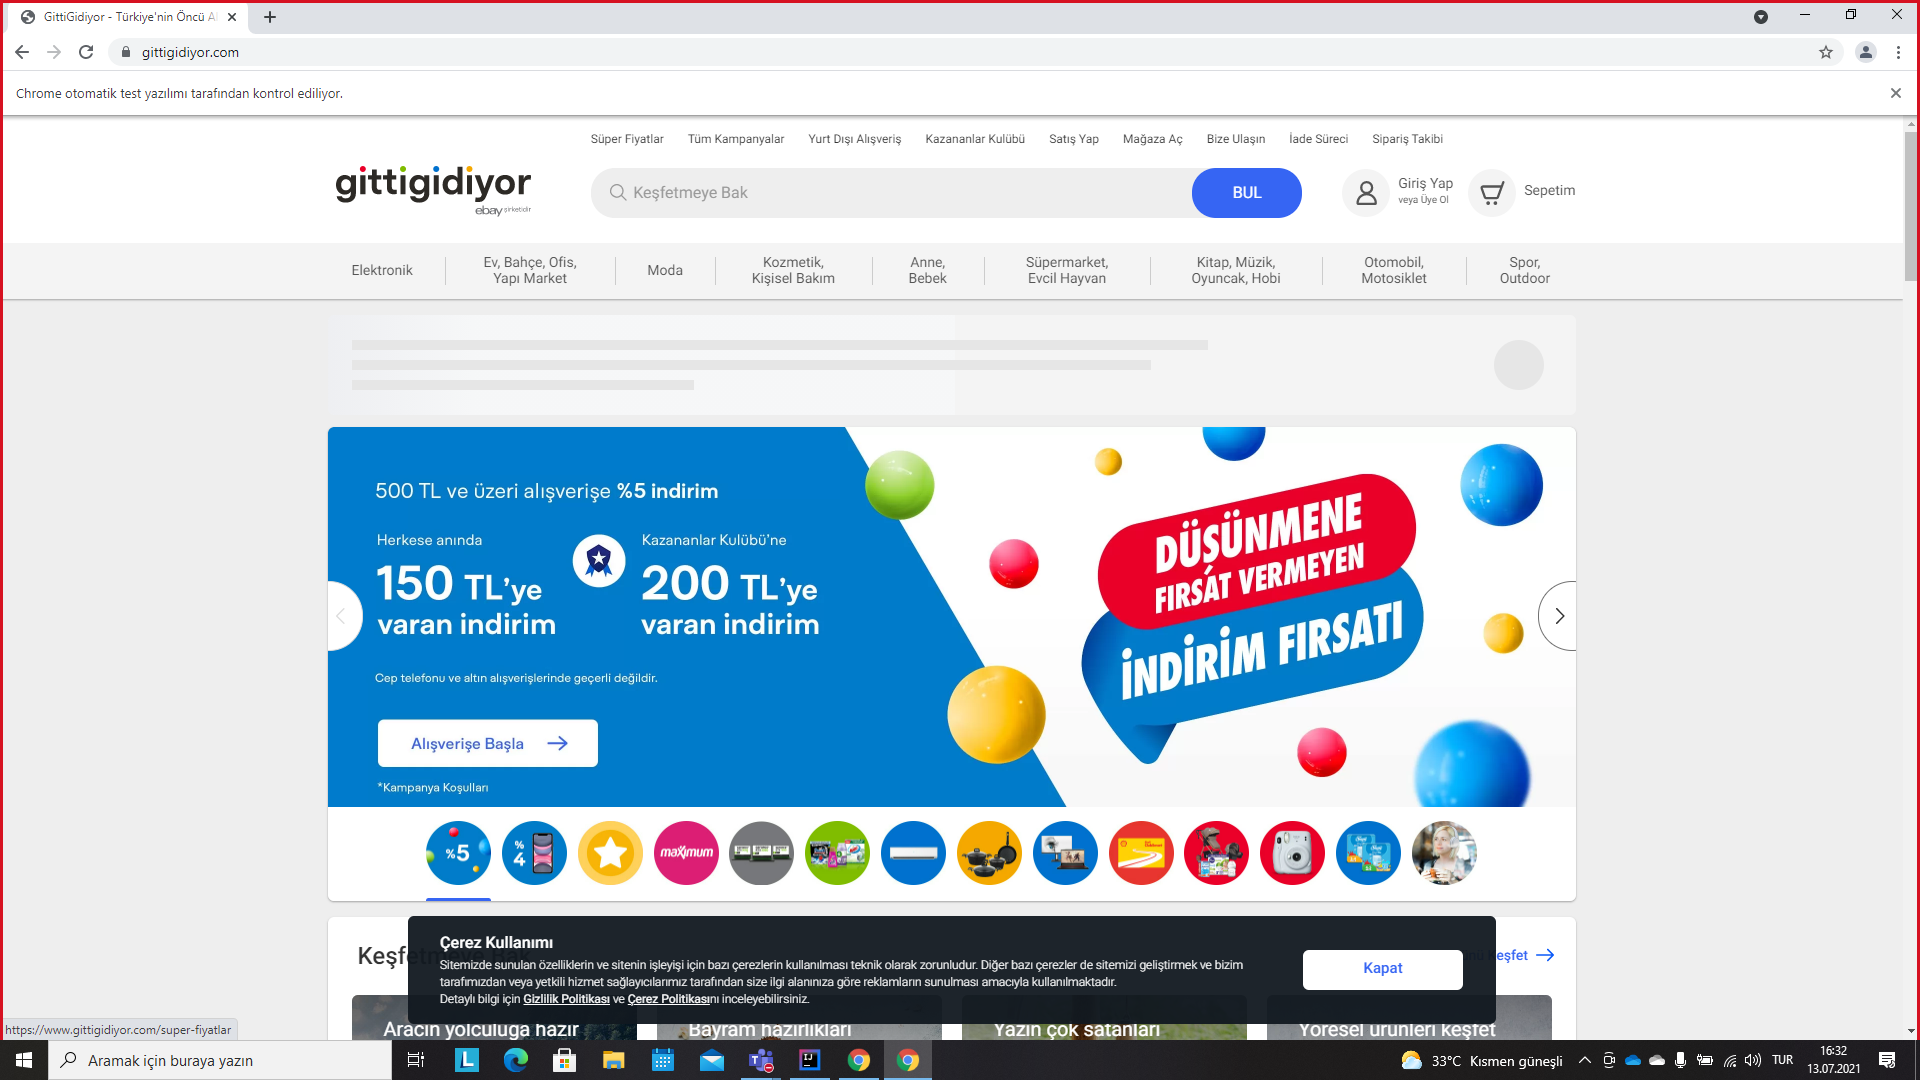 GittiGidiyor - Türkiye'nin Öncü A
gittigidiyor.com
Chrome otomatik test yazılımı tarafından kontrol ediliyor.
Süper Fiyatlar Tüm Kampanyalar Yurt Dışı Alışveriş Kazananlar Kulübü Satış Yap Mağaza Aç Bize Ulaşın İade Süreci Sipariş Takibi
gittigidiyor
ebay şirketidir
Keşfetmeye Bak
BUL
Giriş Yap
veya Üye Ol
Sepetim
Elektronik
Ev, Bahçe, Ofis,
Yapı Market
Moda
Kozmetik,
Kişisel Bakım
Anne,
Bebek
Süpermarket,
Evcil Hayvan
Kitap, Müzik,
Oyuncak, Hobi
Otomobil,
Motosiklet
Spor,
Outdoor
500 TL ve üzeri alışverişe %5 indirim
Herkese anında
150 TL'ye
varan indirim
Kazananlar Kulübü'ne
200 TL'ye
varan indirim
Cep telefonu ve altın alışverişlerinde geçerli değildir.
Alışverişe Başla
*Kampanya Koşulları
DÜŞÜNMENE
FIRSAT VERMEYEN
İNDİRİM FIRSATI
%5
%
4
maximum
Çerez Kullanımı
Sitemizde sunulan özelliklerin ve sitenin işleyişi için bazı çerezlerin kullanılması teknik olarak zorunludur. Diğer bazı çerezler de sitemizi geliştirmek ve bizim
tarafımızdan veya yetkili hizmet sağlayıcılarımız tarafından size ilgi alanınıza göre reklamların sunulması amacıyla kullanılmaktadır.
Detaylı bilgi için Gizlilik Politikası ve Çerez Politikasını inceleyebilirsiniz.
Kapat
Keşfetmeye Bak
Keşfet
Aracın yolculuğa hazır
Bayram hazırlıkları
Yazın çok satanları
Yöresel ürünleri keşfet
https://www.gittigidiyor.com/super-fiyatlar
Aramak için buraya yazın
L
T
IJ
33°C Kısmen güneşli
TUR
16:32
13.07.2021